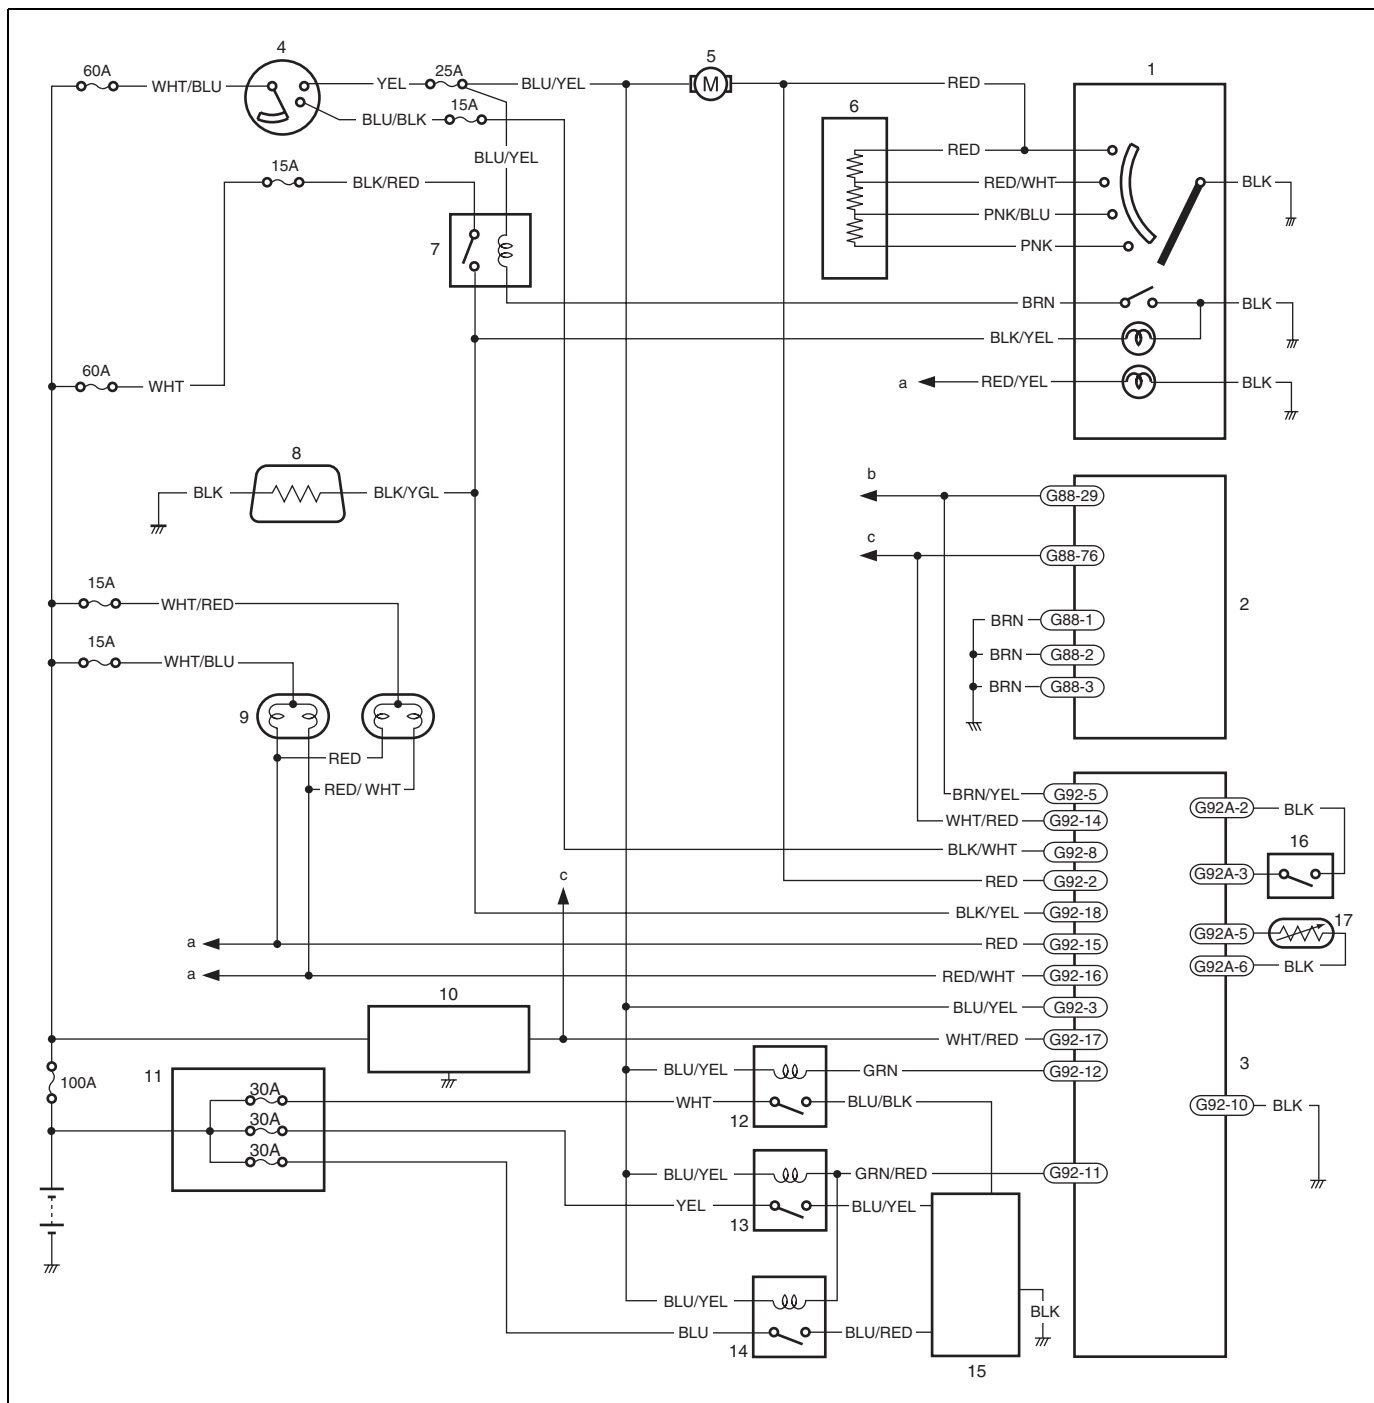 4
5
1
60A
WHT/BLU
YEL
25A
BLU/YEL
M
RED
BLU/BLK
15A
6
BLU/YEL
RED
15A
BLK/RED
RED/WHT
BLK
PNK/BLU
7
PNK
BRN
BLK
BLK/YEL
60A
WHT
a
RED/YEL
BLK
8
BLK
BLK/YGL
b
G88-29
c
G88-76
15A
WHT/RED
2
BRN
G88-1
15A
WHT/BLU
BRN
G88-2
BRN
G88-3
9
RED
RED/ WHT
BRN/YEL
G92-5
G92A-2
BLK
WHT/RED
G92-14
16
BLK/WHT
G92-8
c
RED
G92-2
G92A-3
BLK/YEL
G92-18
17
a
RED
G92-15
G92A-5
a
RED/WHT
G92-16
G92A-6
BLK
10
BLU/YEL
G92-3
WHT/RED
G92-17
3
100A
11
BLU/YEL
GRN
G92-12
30A
WHT
BLU/BLK
G92-10
BLK
30A
12
30A
BLU/YEL
GRN/RED
G92-11
YEL
BLU/YEL
13
BLU/YEL
BLK
BLU
BLU/RED
14
15